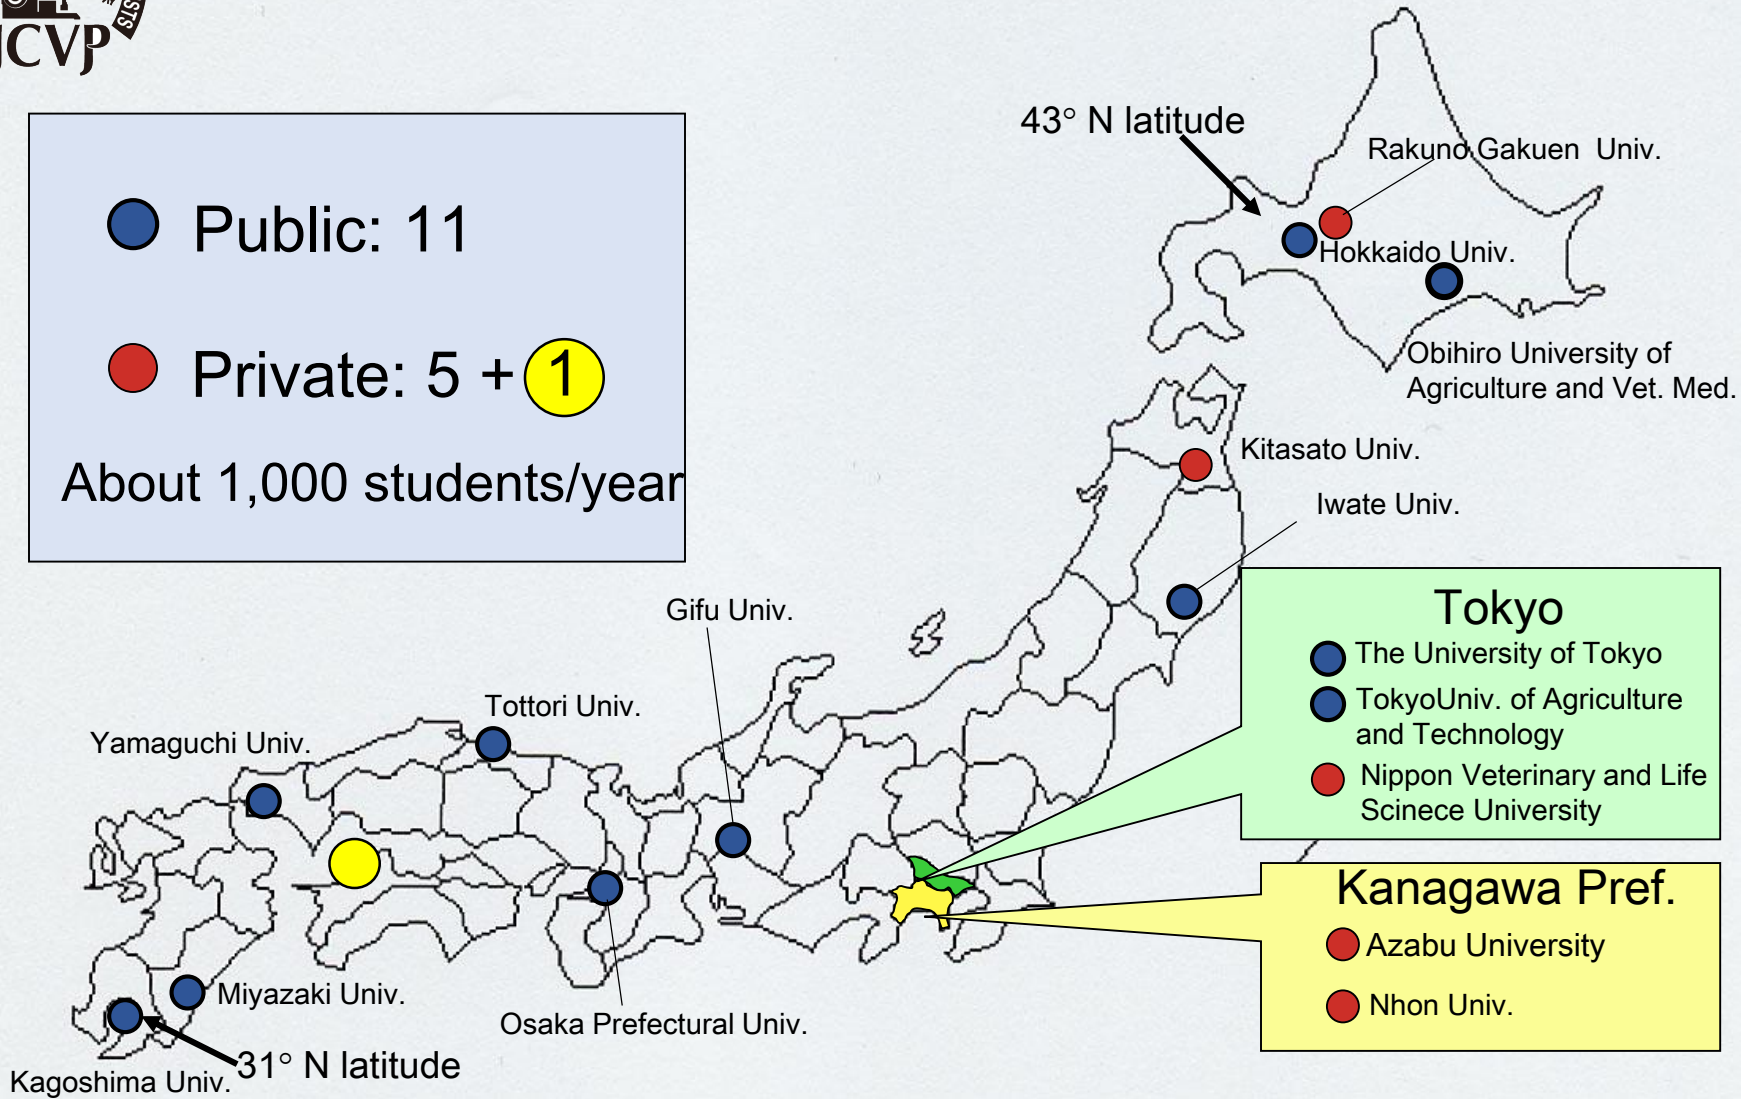 STS
JCVP
Public: 11
Private: 5 + 1
About 1,000 students/year
43° N latitude
Rakuno Gakuen Univ.
Hokkaido Univ.
Obihiro University of
Agriculture and Vet. Med.
Kitasato Univ.
Iwate Univ.
Gifu Univ.
Tottori Univ.
Yamaguchi Univ.
Tokyo
The University of Tokyo
TokyoUniv. of Agriculture
and Technology
Nippon Veterinary and Life
Scinece University
Kanagawa Pref.
Azabu University
Nhon Univ.
Miyazaki Univ.
Osaka Prefectural Univ.
31° N latitude
Kagoshima Univ.